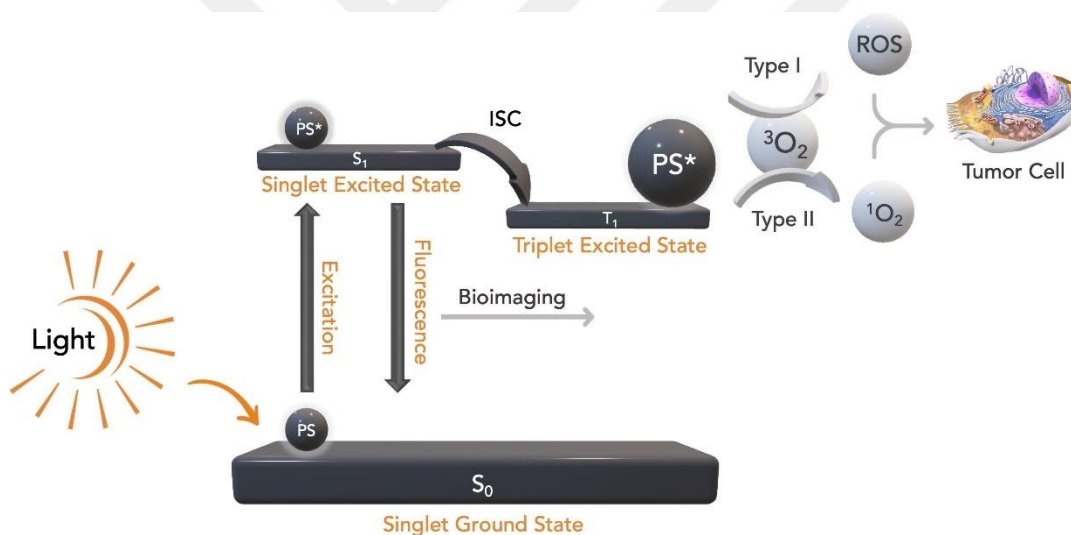 Light
PS
S₀
Singlet Ground State
Excitation
PS*
S₁
Singlet Excited State
Fluorescence
Bioimaging
ISC
PS*
T₁
Triplet Excited State
Type I
³O₂
Type II
ROS
¹O₂
Tumor Cell